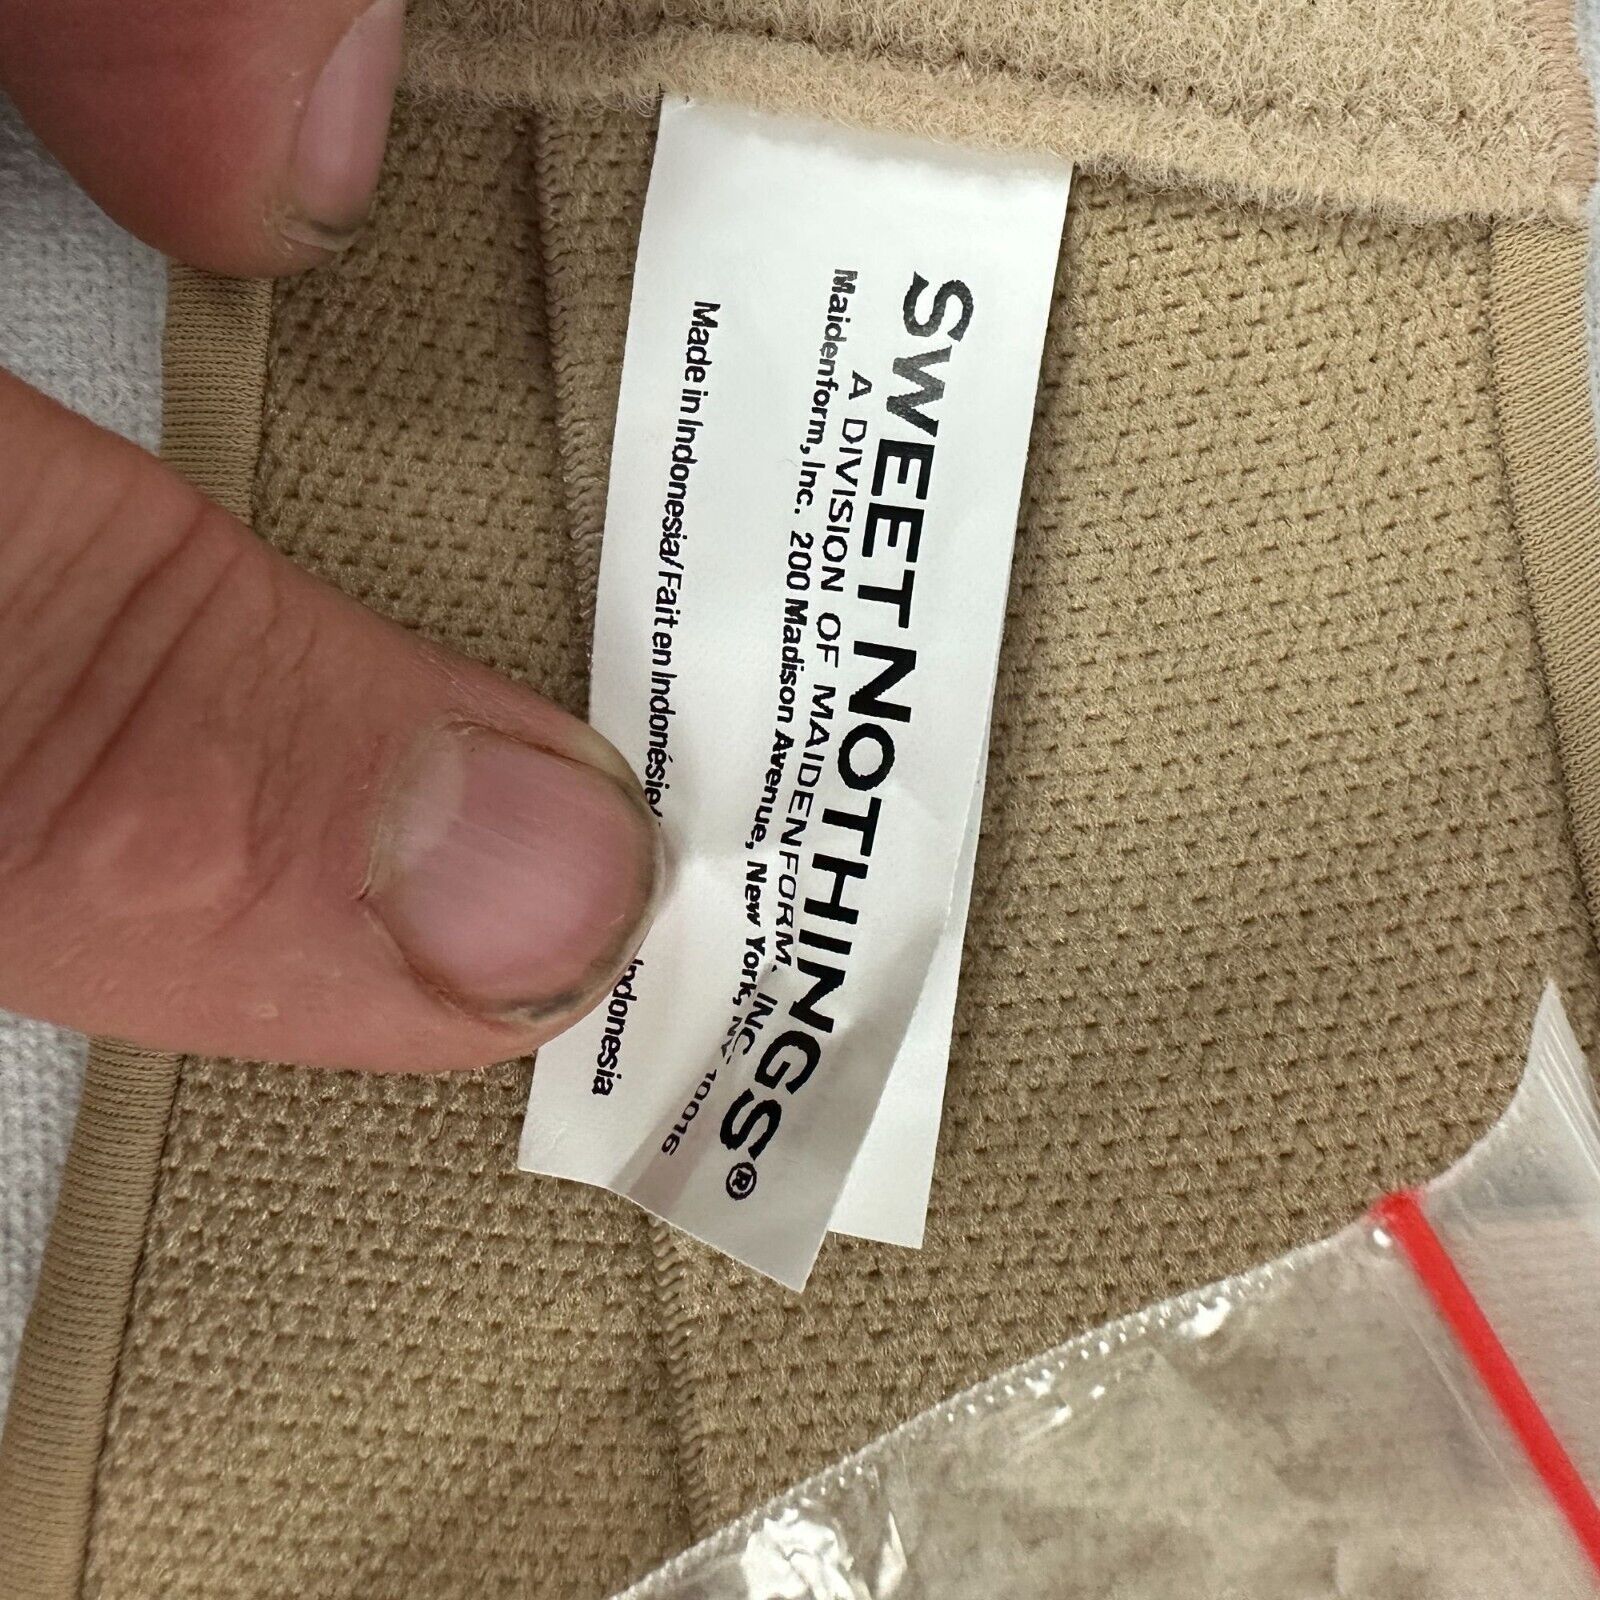 SWEET NOTHINGS®
A DIVISION OF MAIDENFORM, INC.
Maidenform, Inc. 200 Madison Avenue, New York, NY 10016
Made in Indonesia/Fait en Indonésie/ Indonesia